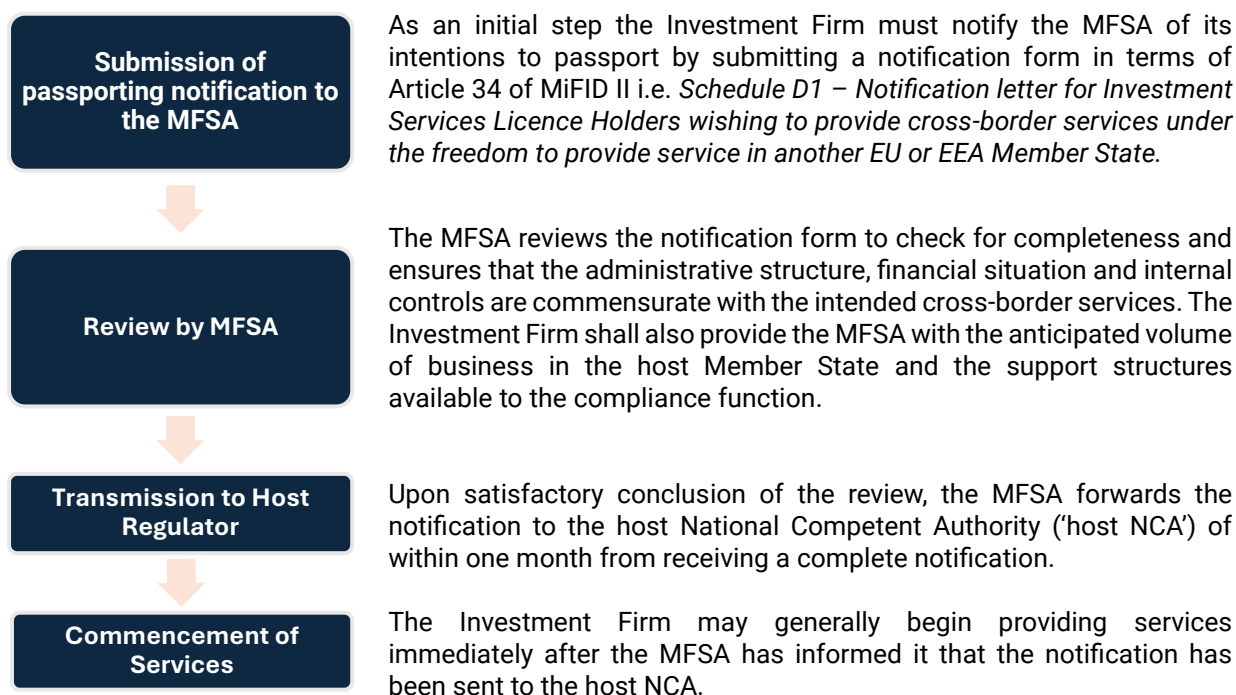 Submission of
passporting notification to
the MFSA
As an initial step the Investment Firm must notify the MFSA of its
intentions to passport by submitting a notification form in terms of
Article 34 of MiFID II i.e. Schedule D1 – Notification letter for Investment
Services Licence Holders wishing to provide cross-border services under
the freedom to provide service in another EU or EEA Member State.
Review by MFSA
The MFSA reviews the notification form to check for completeness and
ensures that the administrative structure, financial situation and internal
controls are commensurate with the intended cross-border services. The
Investment Firm shall also provide the MFSA with the anticipated volume
of business in the host Member State and the support structures
available to the compliance function.
Transmission to Host
Regulator
Upon satisfactory conclusion of the review, the MFSA forwards the
notification to the host National Competent Authority (‘host NCA’) of
within one month from receiving a complete notification.
Commencement of
Services
The Investment Firm may generally begin providing services
immediately after the MFSA has informed it that the notification has
been sent to the host NCA.